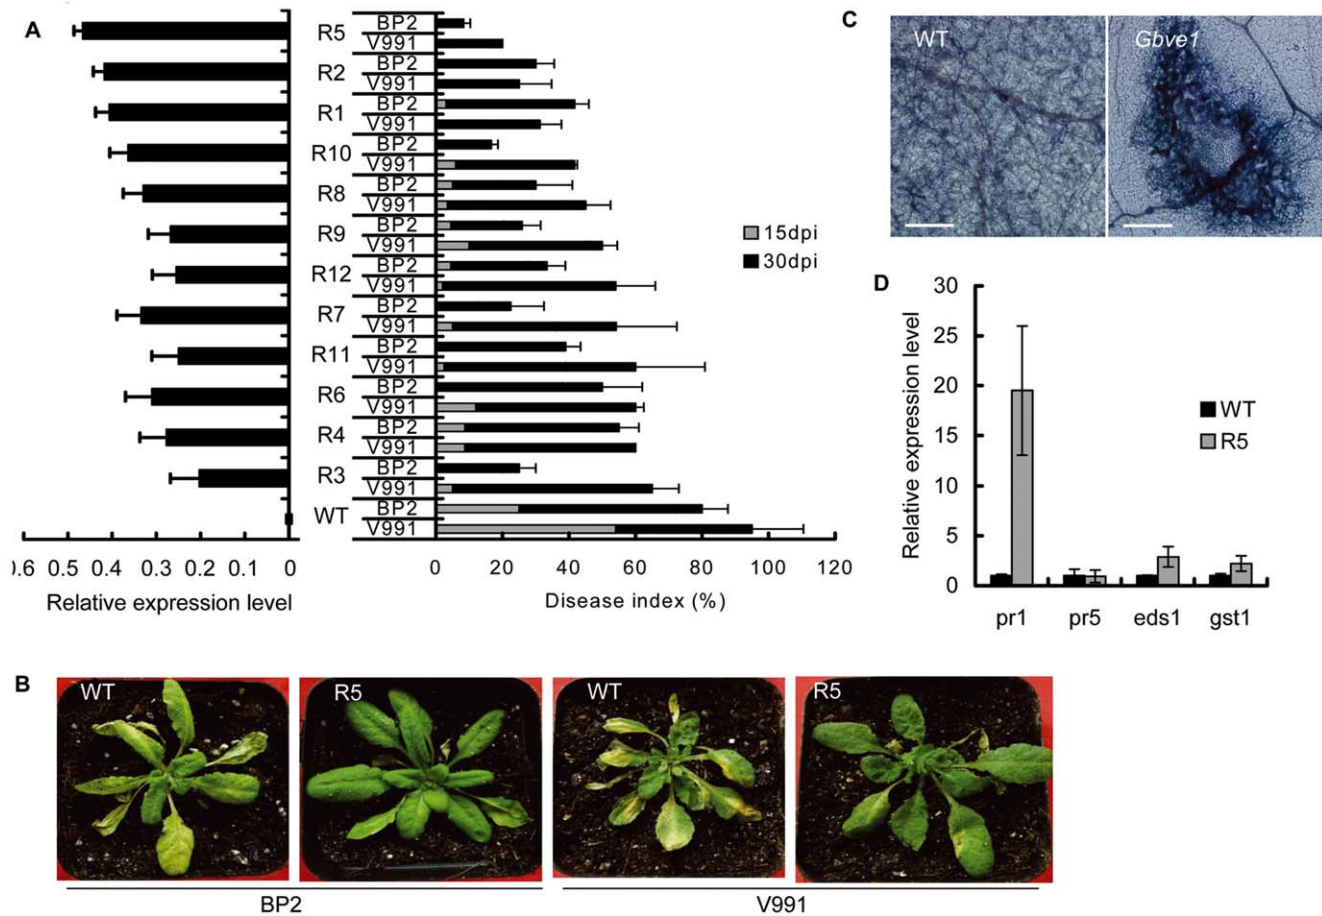 A
R5 BP2
V991
R2 BP2
V991
R1 BP2
V991
R10 BP2
V991
R8 BP2
V991
R9 BP2
V991
R12 BP2
V991
R7 BP2
V991
R11 BP2
V991
R6 BP2
V991
R4 BP2
V991
R3 BP2
V991
WT BP2
V991
15dpi
30dpi
0.5 0.4 0.3 0.2 0.1 0
Relative expression level
0 20 40 60 80 100 120
Disease index (%)
C
WT
Gbve1
D
30
25
20
15
10
5
0
Relative expression level
WT
R5
pr1 pr5 eds1 gst1
B
WT R5 WT R5
BP2 V991